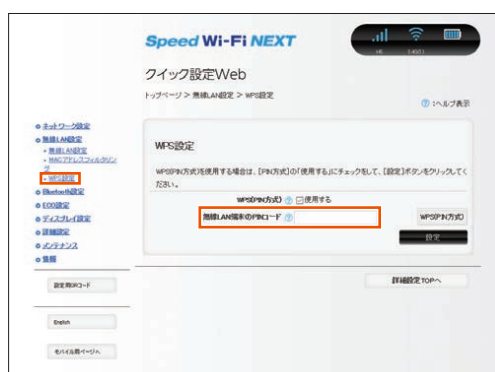 Speed Wi-Fi NEXT
クイック設定Web
トップページ > 無線LAN設定 > WPS設定
?:ヘルプ表示
ネットワーク設定
無線LAN設定
- 無線LAN設定
- MACアドレスフィルタリング
- WPS設定
Bluetooth設定
ECO設定
ディスプレイ設定
詳細設定
メンテナンス
情報
設定用QRコード
English
モバイル用ページへ
WPS設定
WPS(PIN方式)を使用する場合は、[PIN方式]の「使用する」にチェックをして、[設定]ボタンをクリックしてく
ださい。
WPS(PIN方式) ? 使用する
無線LAN端末のPINコード ?
WPS(PIN方式)
設定
詳細設定TOPへ